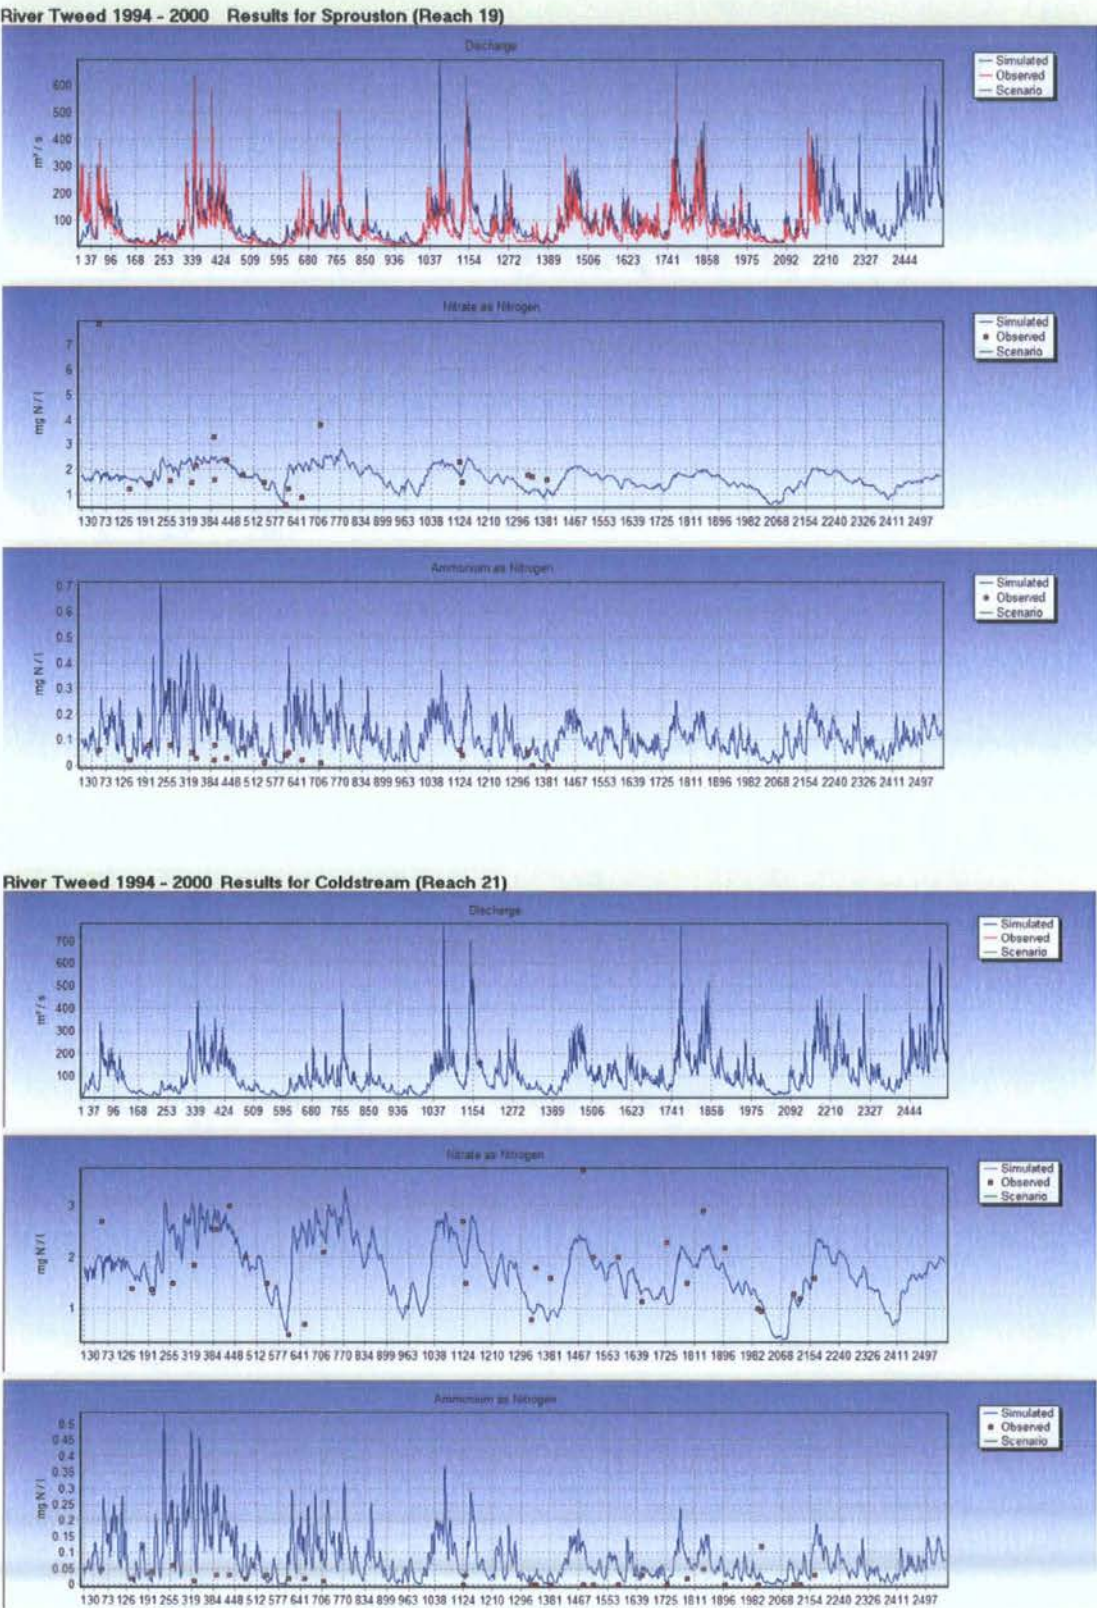 River Tweed 1994 - 2000 Results for Sprouston (Reach 19)
Discharge
Simulated
Observed
Scenario
m³ / s
600
500
400
300
200
100
1 37 96 168 253 339 424 509 595 680 765 850 936 1037 1154 1272 1389 1506 1623 1741 1858 1975 2092 2210 2327 2444
Nitrate as Nitrogen
Simulated
Observed
Scenario
mg N / l
7
6
5
4
3
2
1
1 30 73 126 191 255 319 384 448 512 577 641 706 770 834 899 963 1038 1124 1210 1296 1381 1467 1553 1639 1725 1811 1896 1982 2068 2154 2240 2326 2411 2497
Ammonium as Nitrogen
Simulated
Observed
Scenario
mg N / l
0.7
0.6
0.5
0.4
0.3
0.2
0.1
0
1 30 73 126 191 255 319 384 448 512 577 641 706 770 834 899 963 1038 1124 1210 1296 1381 1467 1553 1639 1725 1811 1896 1982 2068 2154 2240 2326 2411 2497
River Tweed 1994 - 2000 Results for Coldstream (Reach 21)
Discharge
Simulated
Observed
Scenario
m³ / s
700
600
500
400
300
200
100
1 37 96 168 253 339 424 509 595 680 765 850 936 1037 1154 1272 1389 1506 1623 1741 1858 1975 2092 2210 2327 2444
Nitrate as Nitrogen
Simulated
Observed
Scenario
mg N / l
3
2
1
1 30 73 126 191 255 319 384 448 512 577 641 706 770 834 899 963 1038 1124 1210 1296 1381 1467 1553 1639 1725 1811 1896 1982 2068 2154 2240 2326 2411 2497
Ammonium as Nitrogen
Simulated
Observed
Scenario
mg N / l
0.5
0.45
0.4
0.35
0.3
0.25
0.2
0.15
0.1
0.05
0
1 30 73 126 191 255 319 384 448 512 577 641 706 770 834 899 963 1038 1124 1210 1296 1381 1467 1553 1639 1725 1811 1896 1982 2068 2154 2240 2326 2411 2497